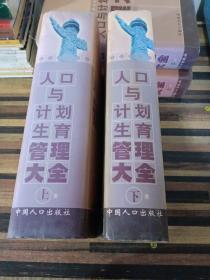 人口
与
计划
生育
管理
大全
上
中国人口出版社
人口
与
计划
生育
管理
大全
下
中国人口出版社